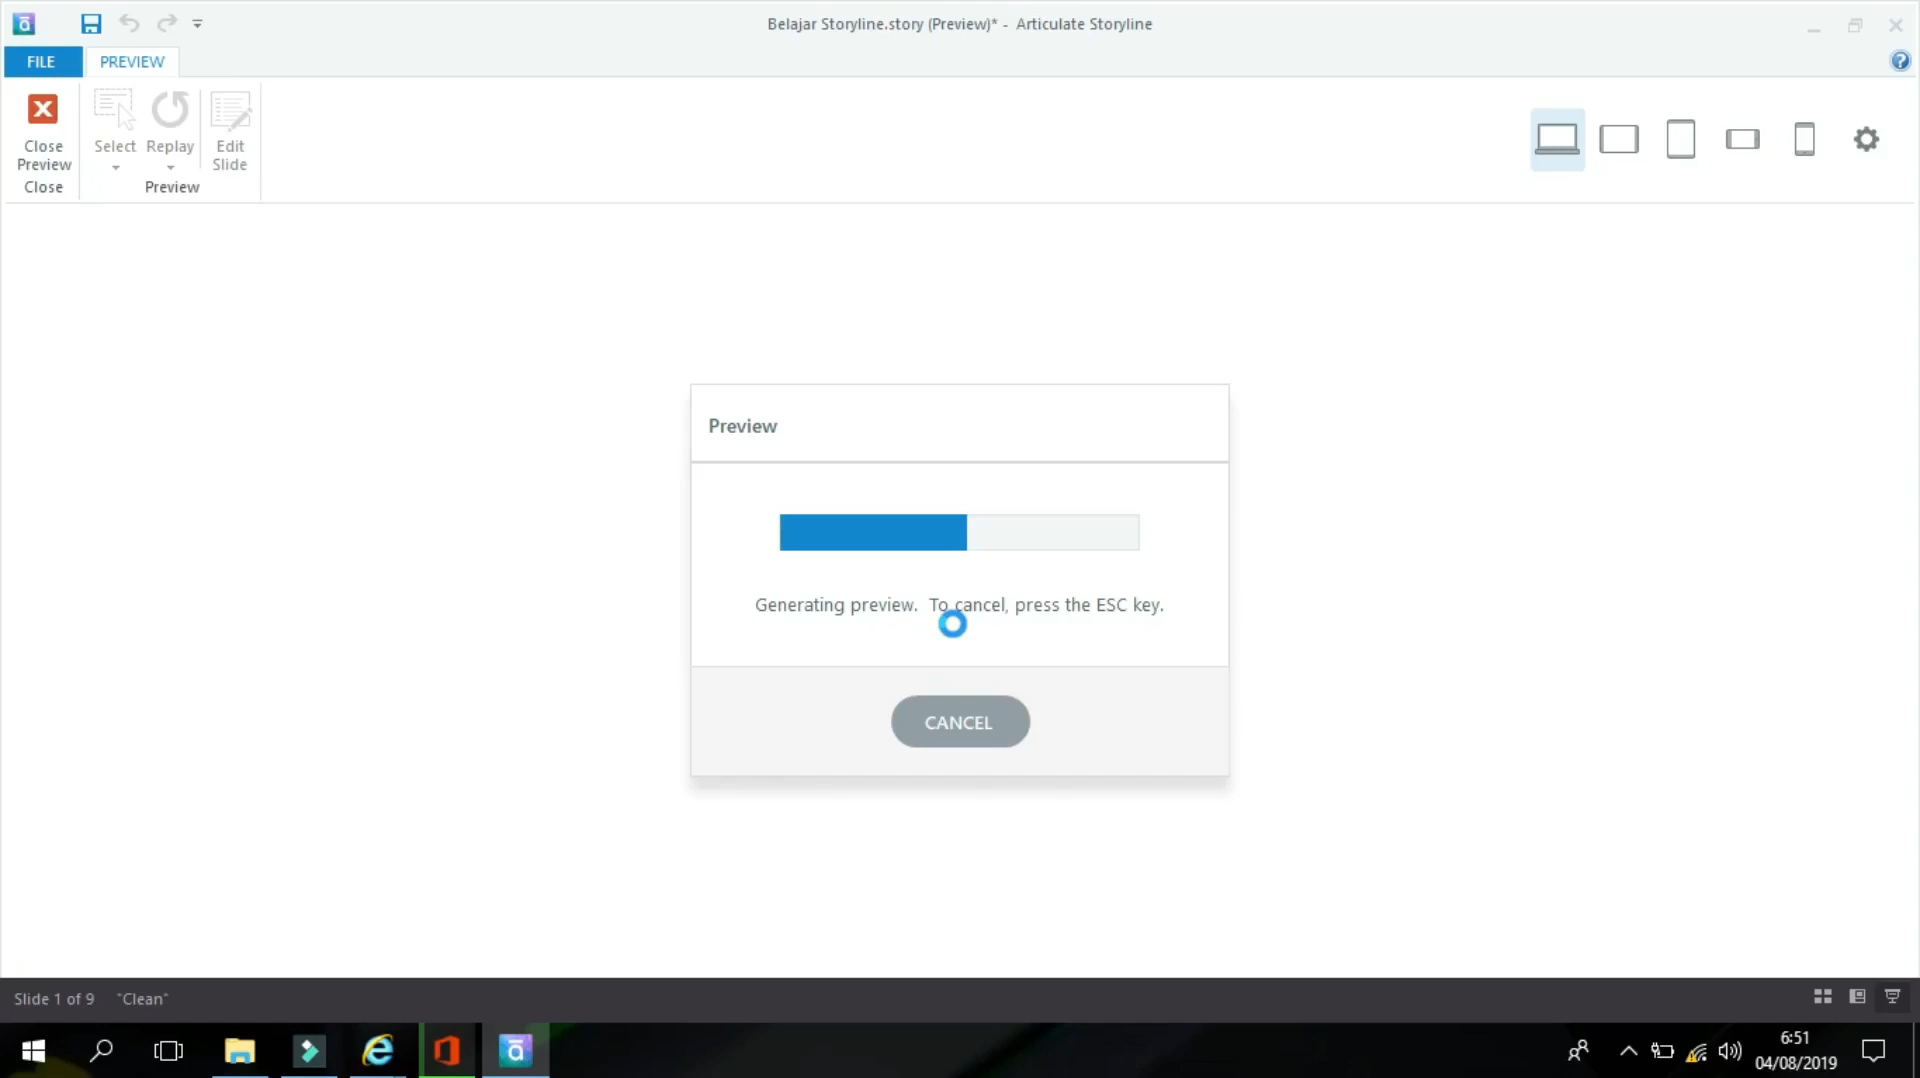 Belajar Storyline.story (Preview)* - Articulate Storyline
FILE PREVIEW
Close Preview
Select
Replay
Edit Slide
Close
Preview
Preview
Generating preview. To cancel, press the ESC key.
CANCEL
Slide 1 of 9 "Clean"
6:51
04/08/2019